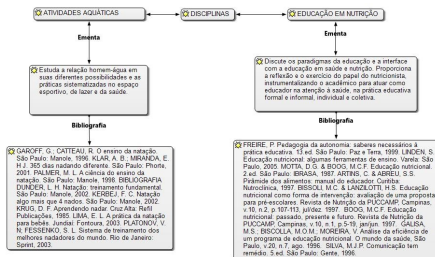 ATIVIDADES AQUÁTICAS
DISCIPLINAS
EDUCAÇÃO EM NUTRIÇÃO
Ementa
Ementa
Estuda a relação homem-água em
suas diferentes possibilidades e as
práticas sistematizadas no espaço
esportivo, de lazer e da saúde.
Discute os paradigmas da educação e a interface
com a educação em saúde e nutrição. Proporciona
a reflexão e o exercício do papel do nutricionista,
instrumentalizando o acadêmico para atuar como
educador na atenção à saúde, na prática educativa
formal e informal, individual e coletiva.
Bibliografia
Bibliografia
GAROFF, G.; CATTEAU, R. O ensino da natação.
São Paulo: Manole, 1996. KLAR, A. B.; MIRANDA, E.
H.J. 365 dias nadando diferente. São Paulo: Phorte,
2001. PALMER, M. L. A ciência do ensino da
natação. São Paulo: Manole, 1998. BIBLIOGRAFIA
DUNDER, L. H. Natação: treinamento fundamental.
São Paulo: Manole, 2002. KERBEJ, F. C. Natação
algo mais que 4 nados. São Paulo: Manole, 2002.
KRUG, D. F. Aprendendo nadar. Cruz Alta: Refil
Publicações, 1985. LIMA, E. L. A prática da natação
para bebês. Jundiaí: Fontoura, 2003. PLATONOV, V.
N; FESSENKO, S. L. Sistema de treinamento dos
melhores nadadores do mundo. Rio de Janeiro:
Sprint, 2003
FREIRE, P. Pedagogia da autonomia: saberes necessários à
prática educativa. 13.ed. São Paulo: Paz e Terra, 1999. LINDEN, S.
Educação nutricional: algumas ferramentas de ensino. Varela: São
Paulo, 2005. MOTTA, D.G. & BOOG, M.C.F. Educação nutricional.
2.ed. São Paulo: IBRASA, 1987. ARTINS, C. & ABREU, S.S.
Pirâmide dos alimentos: manual do educador. Curitiba:
Nutroclínica, 1997. BISSOLI, M.C. & LANZILOTTI, H.S. Educação
nutricional como forma de intervenção: avaliação de uma proposta
para pré-escolares. Revista de Nutrição da PUCCAMP, Campinas,
v.10, n.2, p.107-113, jul/dez. 1997. BOOG, M.C.F. Educação
nutricional: passado, presente e futuro. Revista de Nutrição da
PUCCAMP, Campinas, v.10, n.1, p.5-19, jan/jun. 1997. GALISA,
M.S.; BISCOLLA, M.D.M.; MOREIRA, V. Análise da eficiência de
um programa de educação nutricional. O mundo da saúde, São
Paulo, v.20, n.7, ago. 1996. SILVA, M.J.P. Comunicação tem
remédio. 5.ed. São Paulo: Gente, 1996.